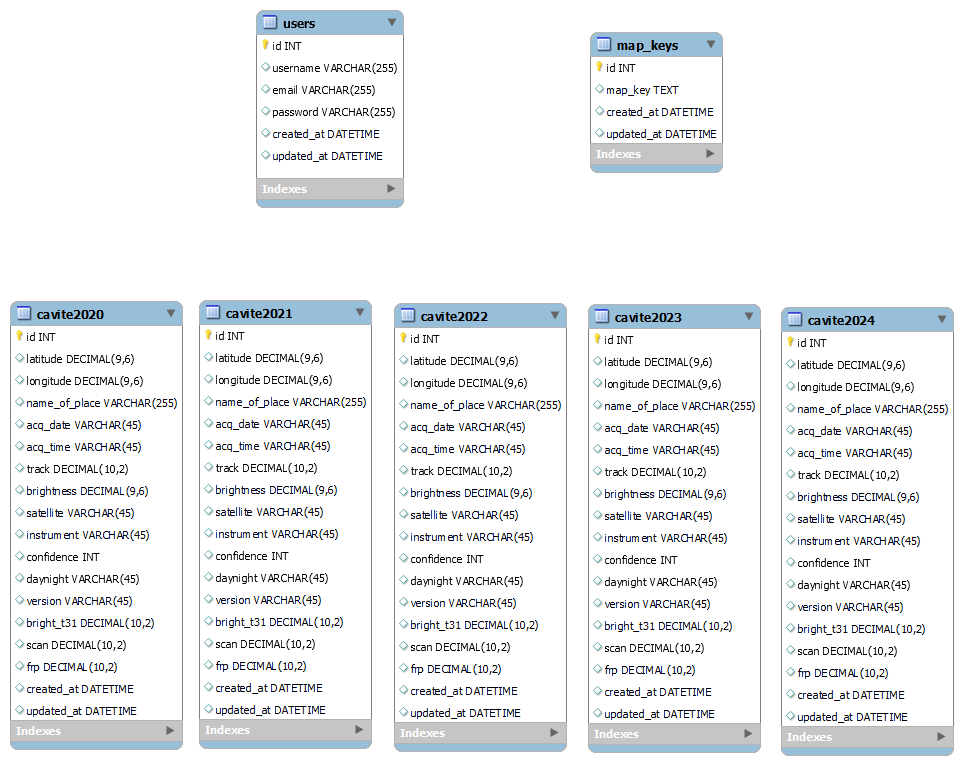 users
id INT
username VARCHAR(255)
email VARCHAR(255)
password VARCHAR(255)
created_at DATETIME
updated_at DATETIME
Indexes
map_keys
id INT
map_key TEXT
created_at DATETIME
updated_at DATETIME
Indexes
cavite2020
id INT
latitude DECIMAL(9,6)
longitude DECIMAL(9,6)
name_of_place VARCHAR(255)
acq_date VARCHAR(45)
acq_time VARCHAR(45)
track DECIMAL(10,2)
brightness DECIMAL(9,6)
satellite VARCHAR(45)
instrument VARCHAR(45)
confidence INT
daynight VARCHAR(45)
version VARCHAR(45)
bright_t31 DECIMAL(10,2)
scan DECIMAL(10,2)
frp DECIMAL(10,2)
created_at DATETIME
updated_at DATETIME
Indexes
cavite2021
id INT
latitude DECIMAL(9,6)
longitude DECIMAL(9,6)
name_of_place VARCHAR(255)
acq_date VARCHAR(45)
acq_time VARCHAR(45)
track DECIMAL(10,2)
brightness DECIMAL(9,6)
satellite VARCHAR(45)
instrument VARCHAR(45)
confidence INT
daynight VARCHAR(45)
version VARCHAR(45)
bright_t31 DECIMAL(10,2)
scan DECIMAL(10,2)
frp DECIMAL(10,2)
created_at DATETIME
updated_at DATETIME
Indexes
cavite2022
id INT
latitude DECIMAL(9,6)
longitude DECIMAL(9,6)
name_of_place VARCHAR(255)
acq_date VARCHAR(45)
acq_time VARCHAR(45)
track DECIMAL(10,2)
brightness DECIMAL(9,6)
satellite VARCHAR(45)
instrument VARCHAR(45)
confidence INT
daynight VARCHAR(45)
version VARCHAR(45)
bright_t31 DECIMAL(10,2)
scan DECIMAL(10,2)
frp DECIMAL(10,2)
created_at DATETIME
updated_at DATETIME
Indexes
cavite2023
id INT
latitude DECIMAL(9,6)
longitude DECIMAL(9,6)
name_of_place VARCHAR(255)
acq_date VARCHAR(45)
acq_time VARCHAR(45)
track DECIMAL(10,2)
brightness DECIMAL(9,6)
satellite VARCHAR(45)
instrument VARCHAR(45)
confidence INT
daynight VARCHAR(45)
version VARCHAR(45)
bright_t31 DECIMAL(10,2)
scan DECIMAL(10,2)
frp DECIMAL(10,2)
created_at DATETIME
updated_at DATETIME
Indexes
cavite2024
id INT
latitude DECIMAL(9,6)
longitude DECIMAL(9,6)
name_of_place VARCHAR(255)
acq_date VARCHAR(45)
acq_time VARCHAR(45)
track DECIMAL(10,2)
brightness DECIMAL(9,6)
satellite VARCHAR(45)
instrument VARCHAR(45)
confidence INT
daynight VARCHAR(45)
version VARCHAR(45)
bright_t31 DECIMAL(10,2)
scan DECIMAL(10,2)
frp DECIMAL(10,2)
created_at DATETIME
updated_at DATETIME
Indexes